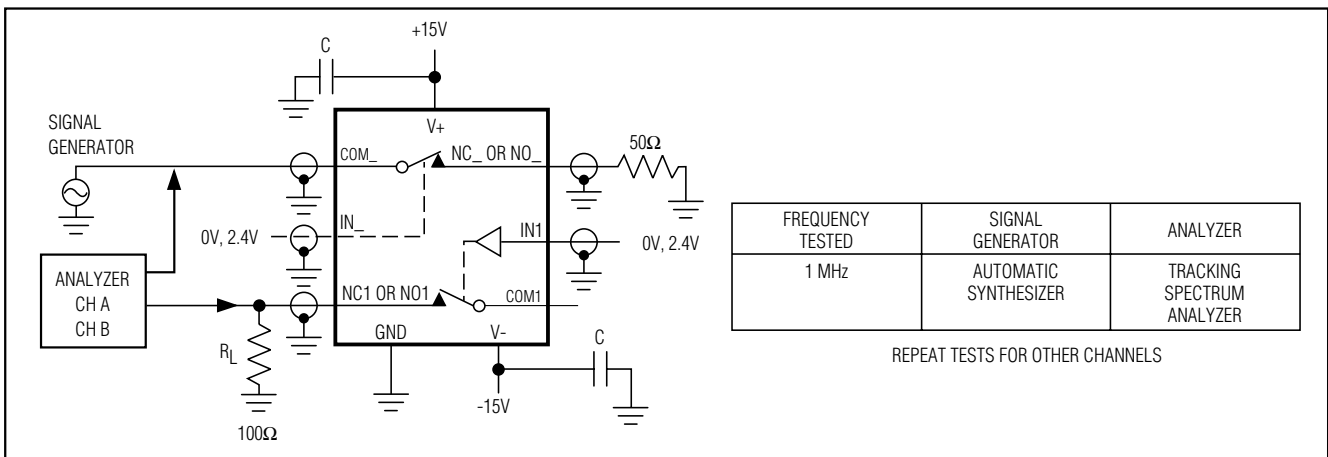 +15V
C
V+
SIGNAL
GENERATOR
COM_
NC_ OR NO_
50Ω
IN_
0V, 2.4V
IN1
0V, 2.4V
ANALYZER
CH A
CH B
NC1 OR NO1
COM1
RL
100Ω
GND
V-
C
-15V
FREQUENCY
TESTED
SIGNAL
GENERATOR
ANALYZER
1 MHz
AUTOMATIC
SYNTHESIZER
TRACKING
SPECTRUM
ANALYZER
REPEAT TESTS FOR OTHER CHANNELS